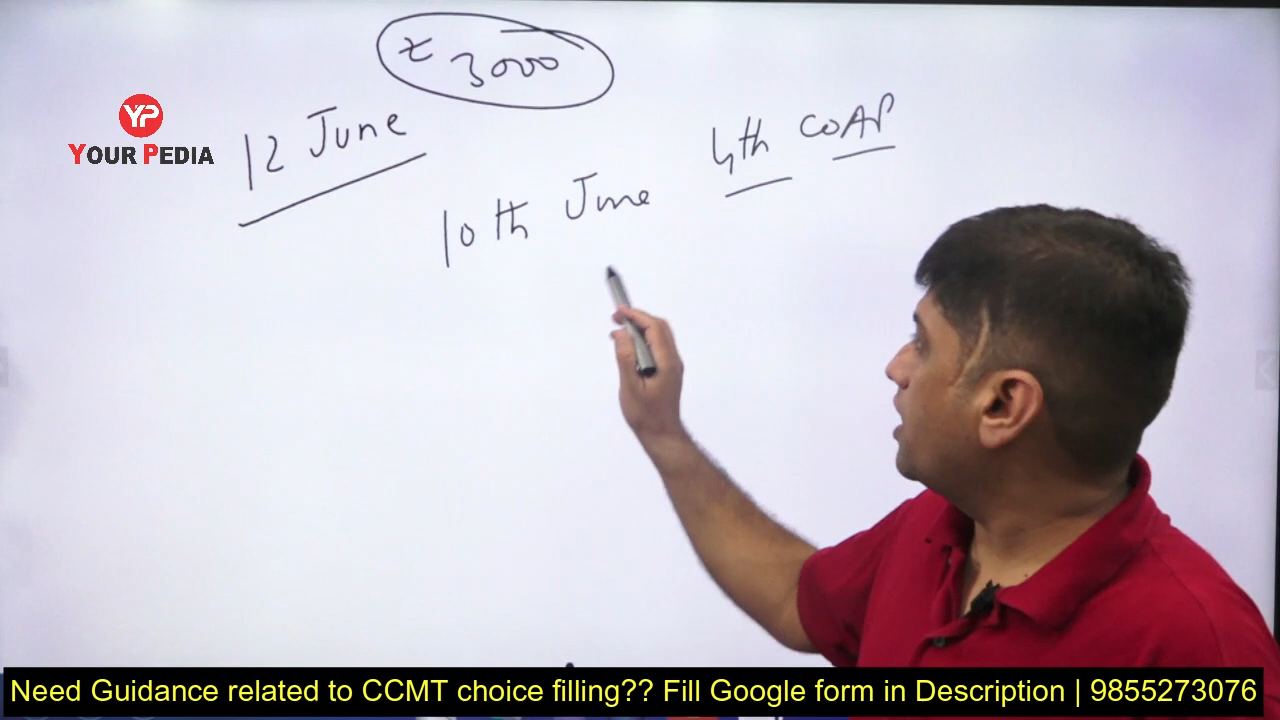 ₹ 3000
YP
YOUR PEDIA
12 June
4th COAP
10th June
Need Guidance related to CCMT choice filling?? Fill Google form in Description | 9855273076